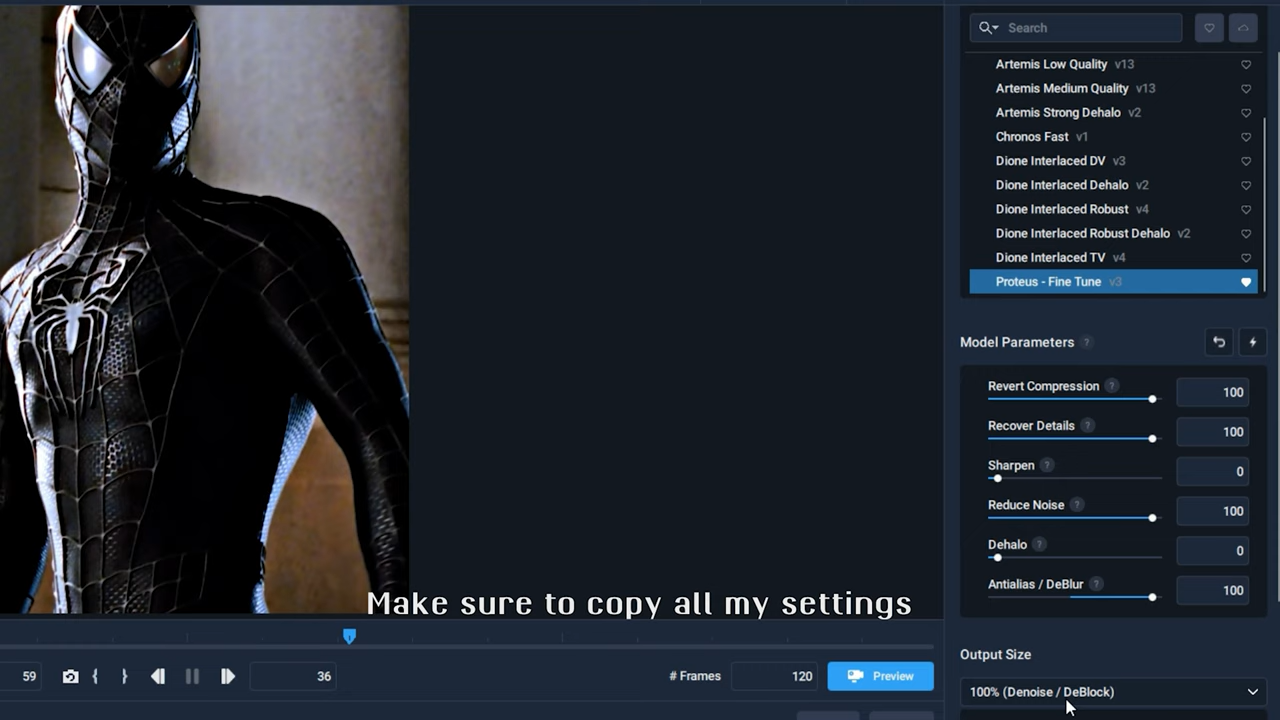 Search
Artemis Low Quality v13
Artemis Medium Quality v13
Artemis Strong Dehalo v2
Chronos Fast v1
Dione Interlaced DV v3
Dione Interlaced Dehalo v2
Dione Interlaced Robust v4
Dione Interlaced Robust Dehalo v2
Dione Interlaced TV v4
Proteus - Fine Tune v3
Model Parameters ?
Revert Compression ? 100
Recover Details ? 100
Sharpen ? 0
Reduce Noise ? 100
Dehalo ? 0
Antialias / DeBlur ? 100
Make sure to copy all my settings
Output Size
59 { } 36 # Frames 120 Preview
100% (Denoise / DeBlock)